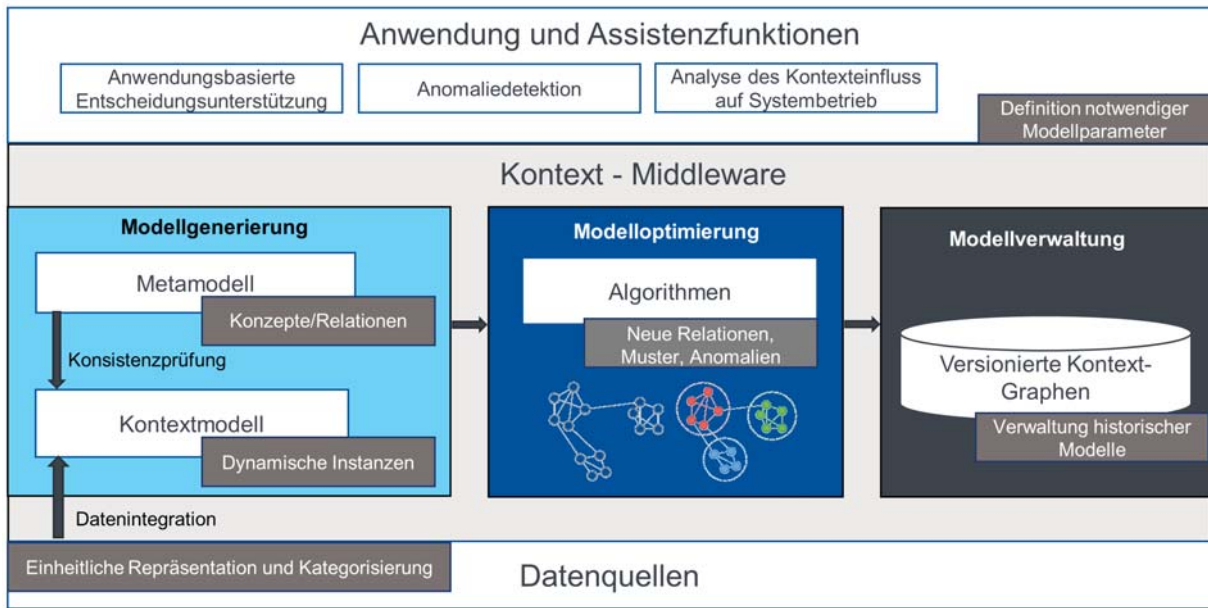 Anwendung und Assistenzfunktionen
Anwendungsbasierte
Entscheidungsunterstützung
Anomaliedetektion
Analyse des Kontexteinfluss
auf Systembetrieb
Definition notwendiger
Modellparameter
Kontext - Middleware
Modellgenerierung
Metamodell
Konzepte/Relationen
Konsistenzprüfung
Kontextmodell
Dynamische Instanzen
Datenintegration
Modelloptimierung
Algorithmen
Neue Relationen,
Muster, Anomalien
Modellverwaltung
Versionierte Kontext-
Graphen
Verwaltung historischer
Modelle
Einheitliche Repräsentation und Kategorisierung
Datenquellen